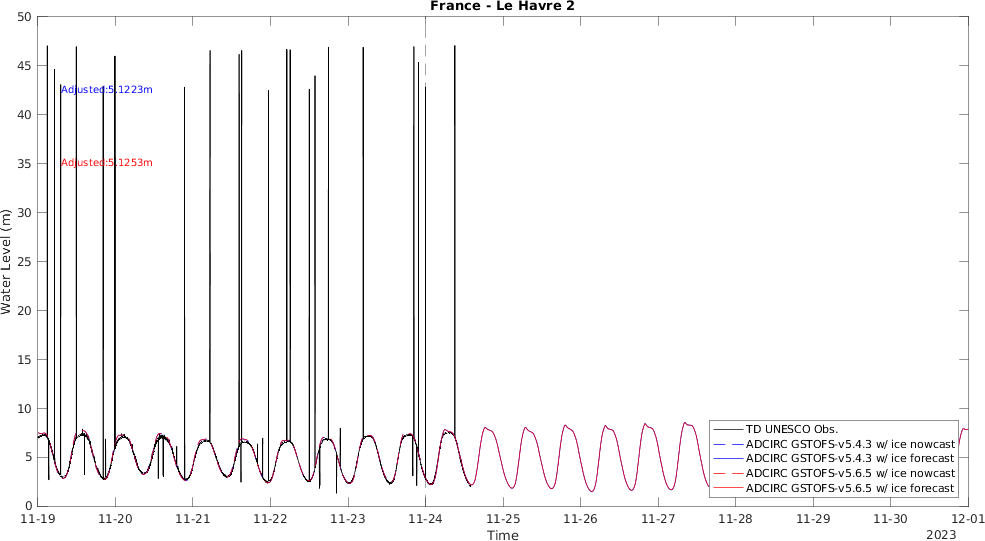 France - Le Havre 2
50
45
40
35
30
25
20
15
10
5
0
Water Level (m)
Adjusted:5.1223m
Adjusted:5.1253m
TD UNESCO Obs.
ADCIRC GSTOFS-v5.4.3 w/ ice nowcast
ADCIRC GSTOFS-v5.4.3 w/ ice forecast
ADCIRC GSTOFS-v5.6.5 w/ ice nowcast
ADCIRC GSTOFS-v5.6.5 w/ ice forecast
11-19 11-20 11-21 11-22 11-23 11-24 11-25 11-26 11-27 11-28 11-29 11-30 12-01
Time
2023